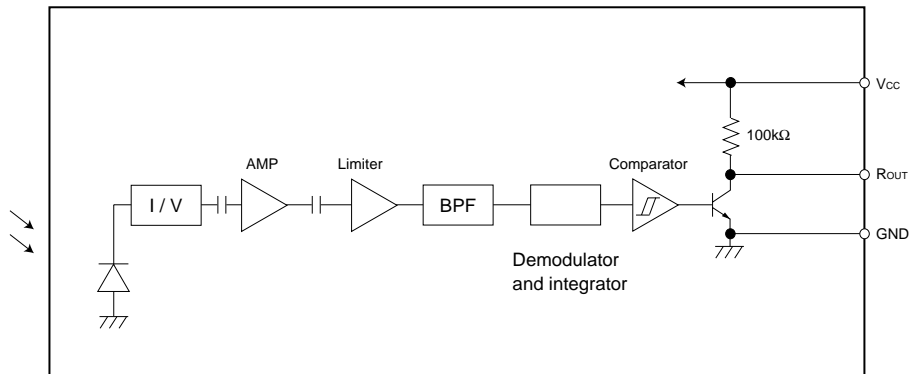 Vcc
100kΩ
AMP
Limiter
Comparator
ROUT
I / V
BPF
GND
Demodulator
and integrator